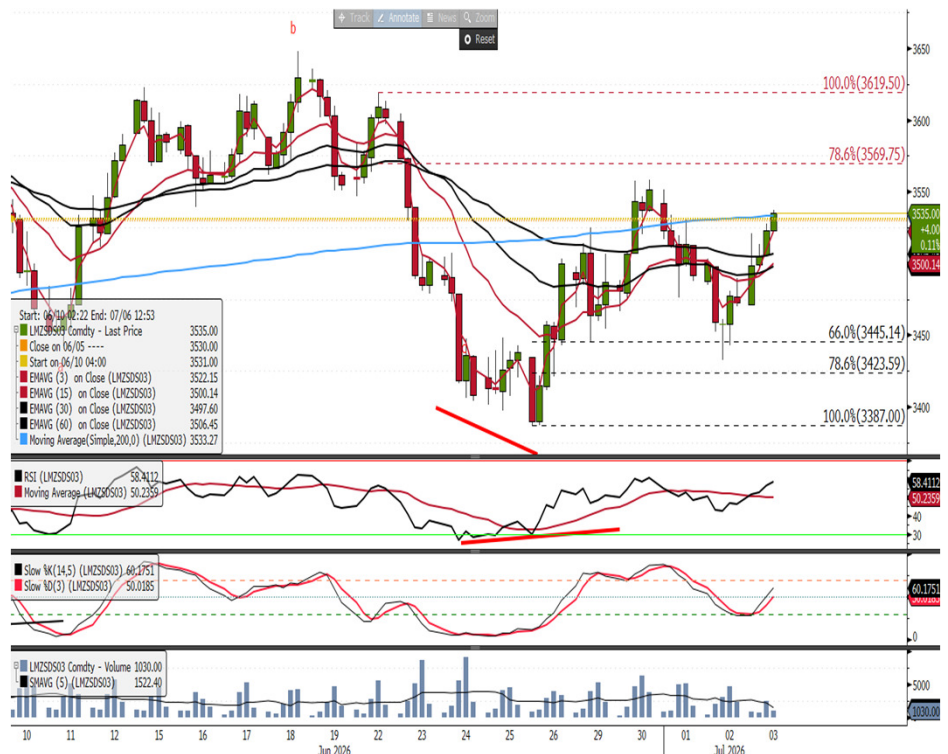 Track Annotate News Zoom
Reset
b
3650
100.0%(3619.50)
3600
78.6%(3569.75)
3550
3535.00
+4.00
0.11%
3500.14
66.0%(3445.14)
3450
78.6%(3423.59)
3400
100.0%(3387.00)
Start: 06/10 02:22 End: 07/06 12:53
LMZSDS03 Comdty - Last Price 3535.00
Close on 06/05 ---- 3530.00
Start on 06/10 04:00 3531.00
EMAVG (3) on Close (LMZSDS03) 3522.15
EMAVG (15) on Close (LMZSDS03) 3500.14
EMAVG (30) on Close (LMZSDS03) 3497.60
EMAVG (60) on Close (LMZSDS03) 3506.45
Moving Average(Simple,200,0) (LMZSDS03) 3533.27
RSI (LMZSDS03) 58.4112
Moving Average (LMZSDS03) 50.2359
58.4112
50.2359
40
30
Slow %K(14,5) (LMZSDS03) 60.1751
Slow %D(3) (LMZSDS03) 50.0185
60.1751
50.0185
0
LMZSDS03 Comdty - Volume 1030.00
SMAVG (5) (LMZSDS03) 1522.40
5000
1030.00
10 11 12 15 16 17 18 19 22 23 24 25 26 29 30 01 02 03
Jun 2026 Jul 2026